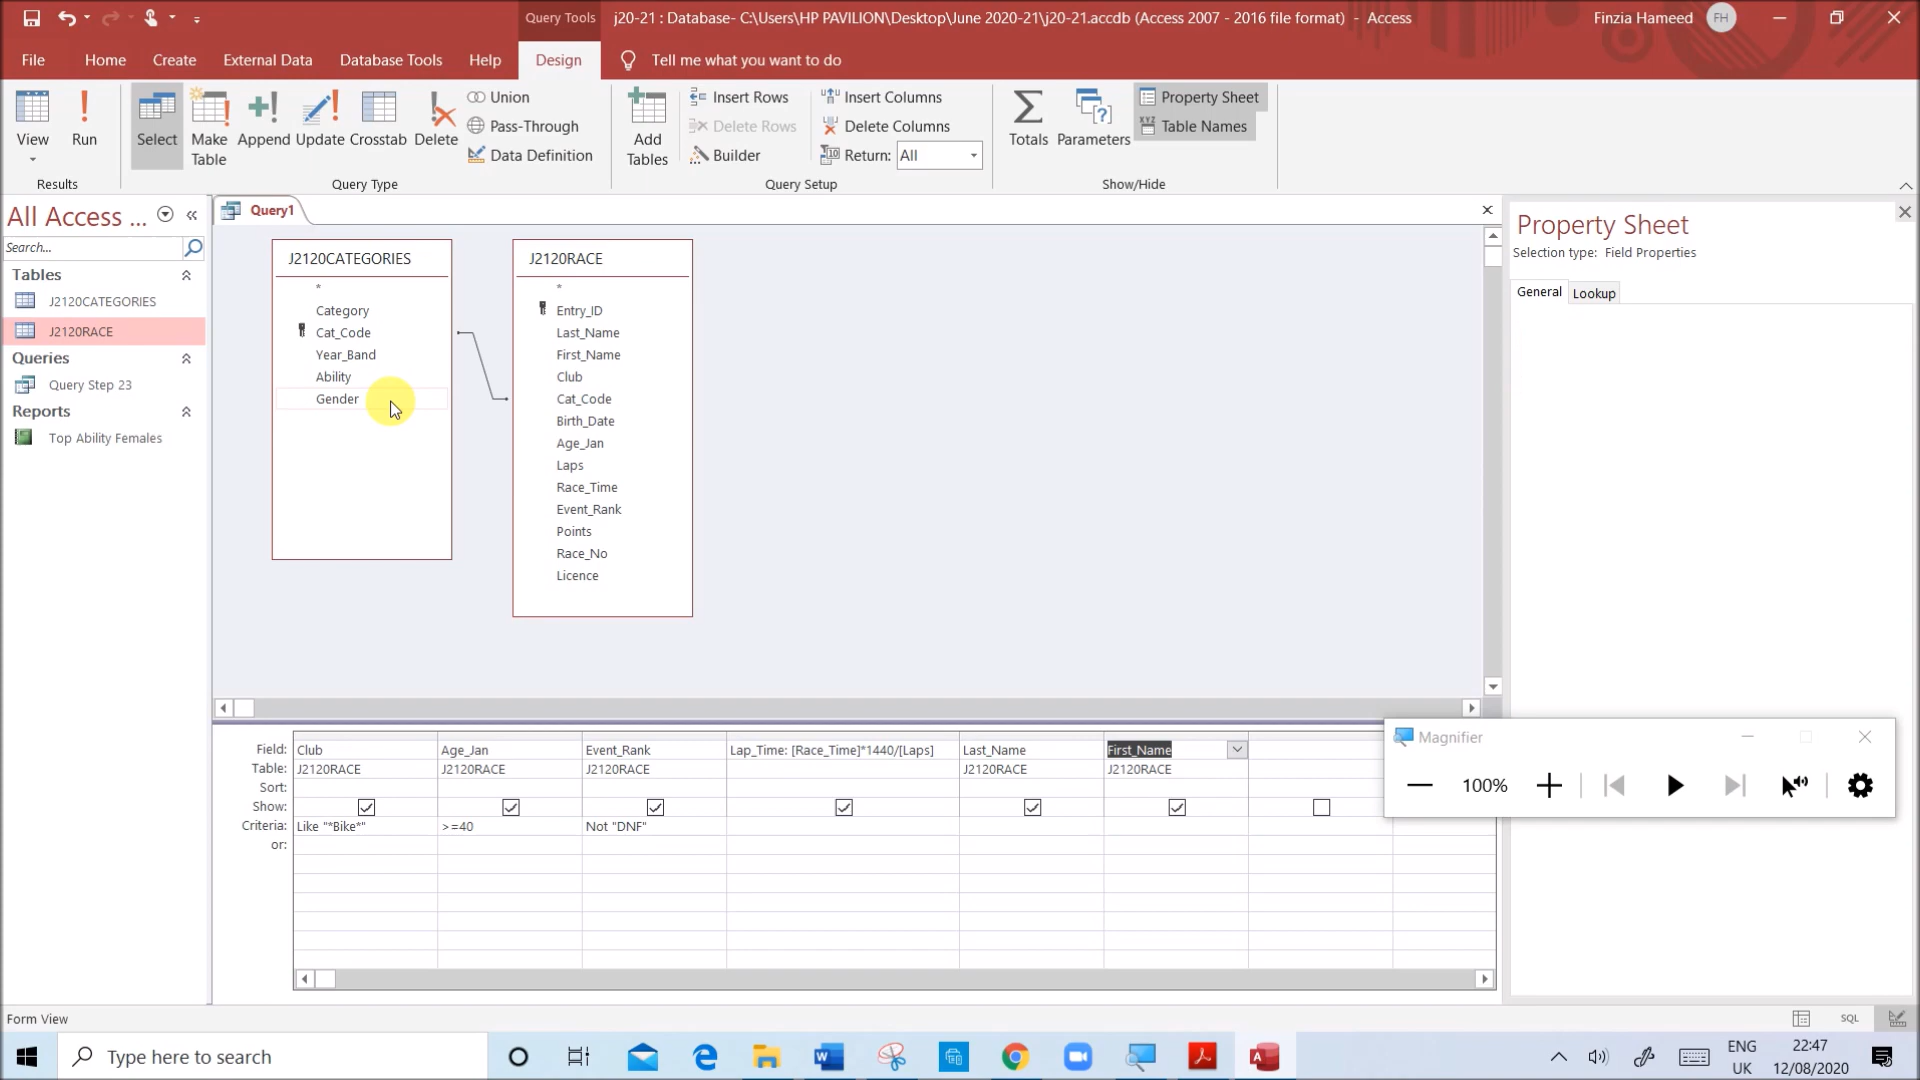 Query Tools
j20-21 : Database- C:\Users\HP PAVILION\Desktop\June 2020-21\j20-21.accdb (Access 2007 - 2016 file format) - Access
Finzia Hameed
FH
File
Home
Create
External Data
Database Tools
Help
Design
Tell me what you want to do
View
Run
Select
Make Table
Append
Update
Crosstab
Delete
Union
Pass-Through
Data Definition
Add Tables
Insert Rows
Delete Rows
Builder
Insert Columns
Delete Columns
Return: All
Totals
Parameters
Property Sheet
Table Names
Results
Query Type
Query Setup
Show/Hide
All Access ...
Search...
Tables
J2120CATEGORIES
J2120RACE
Queries
Query Step 23
Reports
Top Ability Females
Query1
J2120CATEGORIES
*
Category
Cat_Code
Year_Band
Ability
Gender
J2120RACE
*
Entry_ID
Last_Name
First_Name
Club
Cat_Code
Birth_Date
Age_Jan
Laps
Race_Time
Event_Rank
Points
Race_No
Licence
Property Sheet
Selection type: Field Properties
General
Lookup
Magnifier
100%
Field: Club Age_Jan Event_Rank Lap_Time: [Race_Time]*1440/[Laps] Last_Name First_Name
Table: J2120RACE J2120RACE J2120RACE J2120RACE J2120RACE
Sort:
Show:
Criteria: Like "*Bike*" >=40 Not "DNF"
or:
Form View
SQL
Type here to search
ENG
UK
22:47
12/08/2020